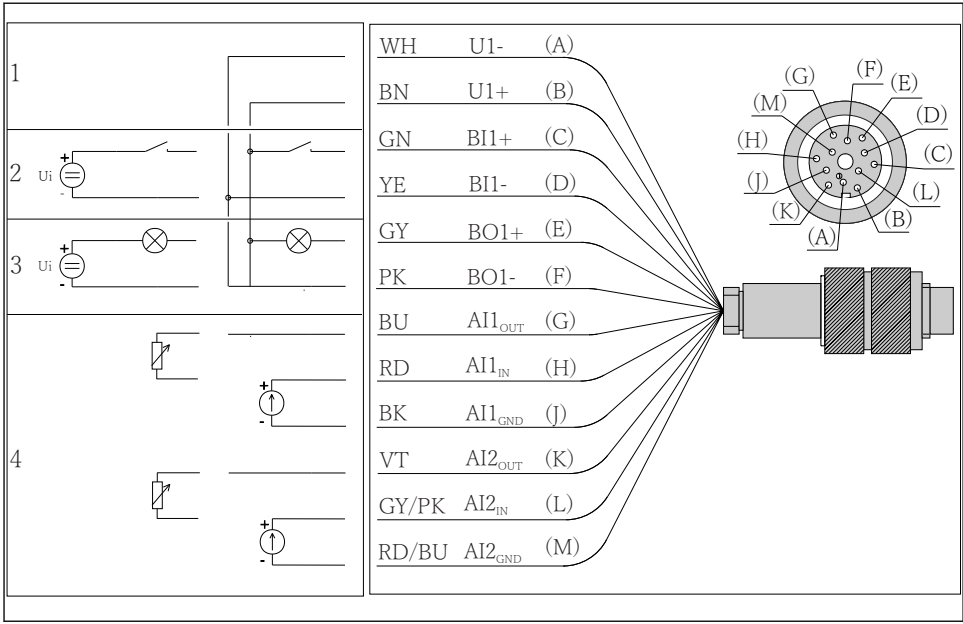 1
2
Ui
+
-
3
Ui
+
-
4
+
-
+
-
WH U1- (A)
BN U1+ (B)
GN BI1+ (C)
YE BI1- (D)
GY BO1+ (E)
PK BO1- (F)
BU AI1OUT (G)
RD AI1IN (H)
BK AI1GND (J)
VT AI2OUT (K)
GY/PK AI2IN (L)
RD/BU AI2GND (M)
(F)
(G)
(E)
(M)
(D)
(H)
(C)
(J)
(L)
(K)
(B)
(A)